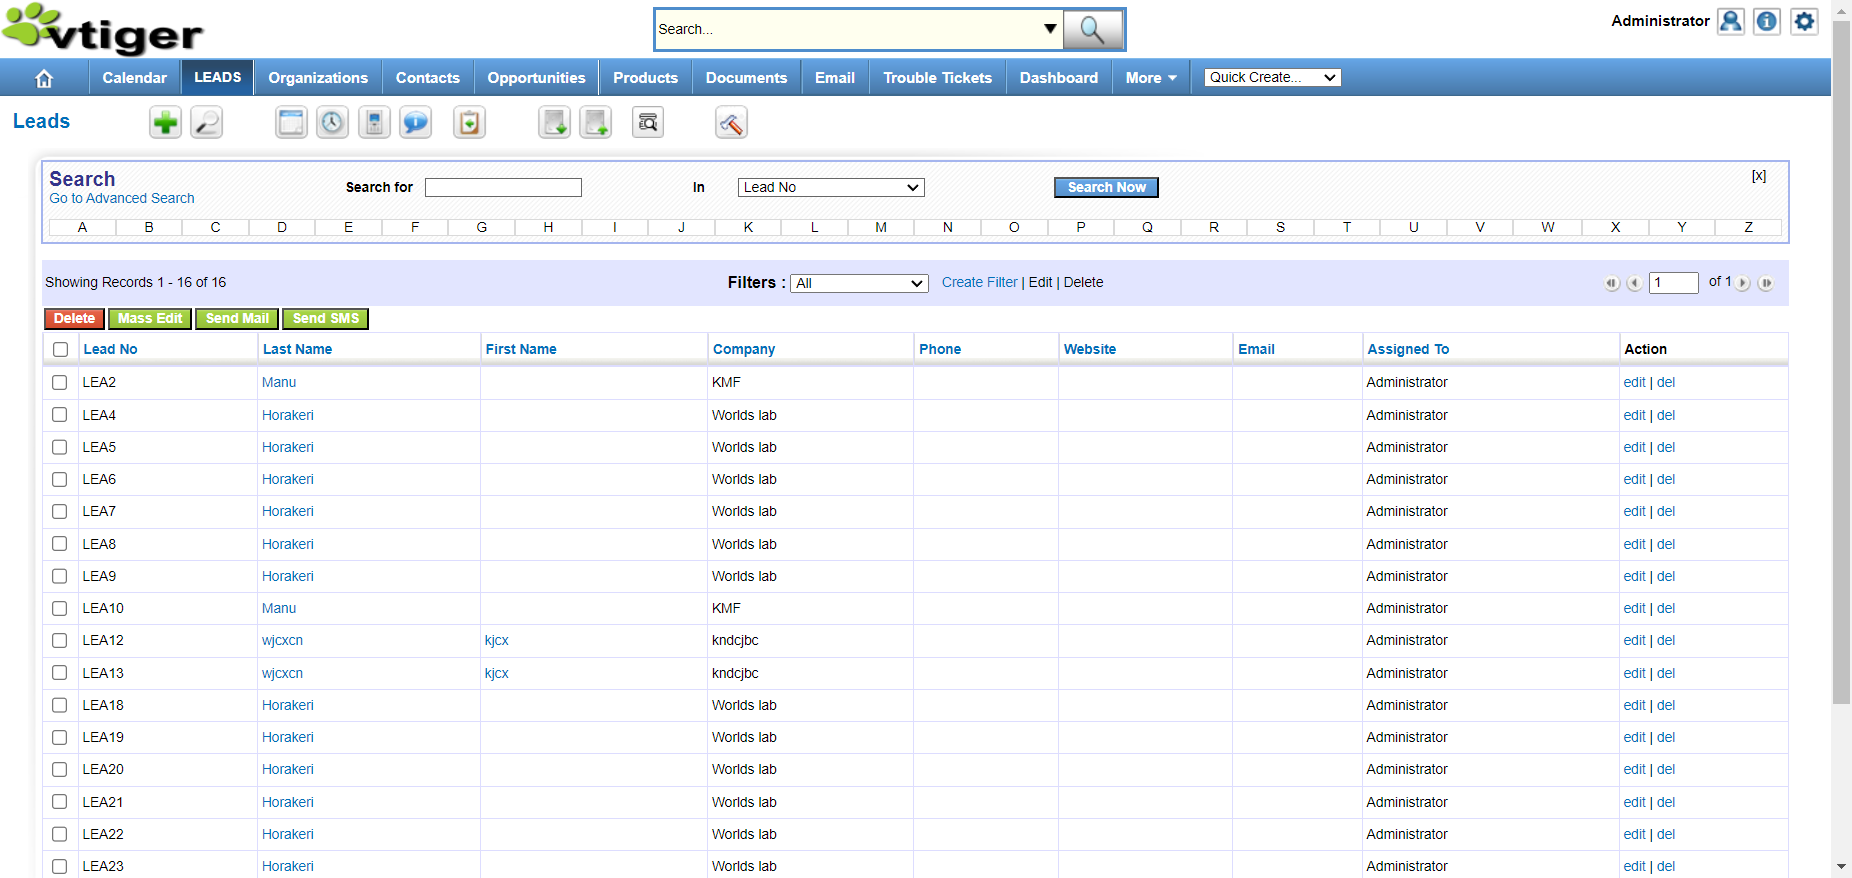 vtiger
Search...
Administrator
Calendar LEADS Organizations Contacts Opportunities Products Documents Email Trouble Tickets Dashboard More Quick Create...
Leads
Search
Go to Advanced Search
Search for In Lead No Search Now [x]
A B C D E F G H I J K L M N O P Q R S T U V W X Y Z
Showing Records 1 - 16 of 16 Filters : All Create Filter | Edit | Delete 1 of 1
Delete Mass Edit Send Mail Send SMS
Lead No Last Name First Name Company Phone Website Email Assigned To Action
LEA2 Manu KMF Administrator edit | del
LEA4 Horakeri Worlds lab Administrator edit | del
LEA5 Horakeri Worlds lab Administrator edit | del
LEA6 Horakeri Worlds lab Administrator edit | del
LEA7 Horakeri Worlds lab Administrator edit | del
LEA8 Horakeri Worlds lab Administrator edit | del
LEA9 Horakeri Worlds lab Administrator edit | del
LEA10 Manu KMF Administrator edit | del
LEA12 wjcxcn kjcx kndcjbc Administrator edit | del
LEA13 wjcxcn kjcx kndcjbc Administrator edit | del
LEA18 Horakeri Worlds lab Administrator edit | del
LEA19 Horakeri Worlds lab Administrator edit | del
LEA20 Horakeri Worlds lab Administrator edit | del
LEA21 Horakeri Worlds lab Administrator edit | del
LEA22 Horakeri Worlds lab Administrator edit | del
LEA23 Horakeri Worlds lab Administrator edit | del